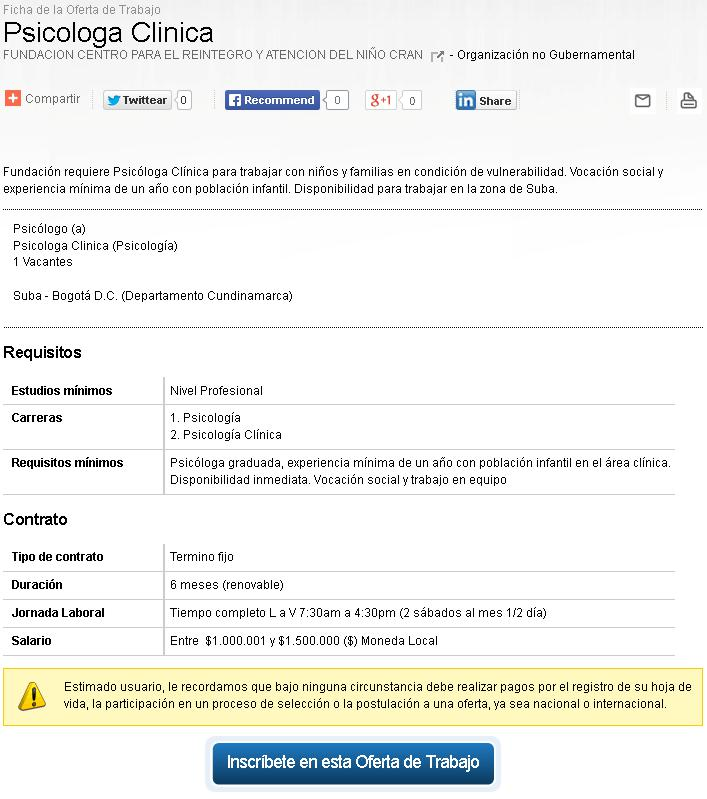 Ficha de la Oferta de Trabajo
Psicologa Clinica
FUNDACION CENTRO PARA EL REINTEGRO Y ATENCION DEL NIÑO CRAN - Organización no Gubernamental
Compartir Twittear 0 Recommend 0 g+1 0 in Share
Fundación requiere Psicóloga Clínica para trabajar con niños y familias en condición de vulnerabilidad. Vocación social y
experiencia mínima de un año con población infantil. Disponibilidad para trabajar en la zona de Suba.
Psicólogo (a)
Psicologa Clinica (Psicología)
1 Vacantes
Suba - Bogotá D.C. (Departamento Cundinamarca)
Requisitos
Estudios mínimos Nivel Profesional
Carreras 1. Psicología
2. Psicología Clínica
Requisitos mínimos Psicóloga graduada, experiencia mínima de un año con población infantil en el área clínica.
Disponibilidad inmediata. Vocación social y trabajo en equipo
Contrato
Tipo de contrato Termino fijo
Duración 6 meses (renovable)
Jornada Laboral Tiempo completo L a V 7:30am a 4:30pm (2 sábados al mes 1/2 día)
Salario Entre $1.000.001 y $1.500.000 ($) Moneda Local
Estimado usuario, le recordamos que bajo ninguna circunstancia debe realizar pagos por el registro de su hoja de
vida, la participación en un proceso de selección o la postulación a una oferta, ya sea nacional o internacional.
Inscríbete en esta Oferta de Trabajo